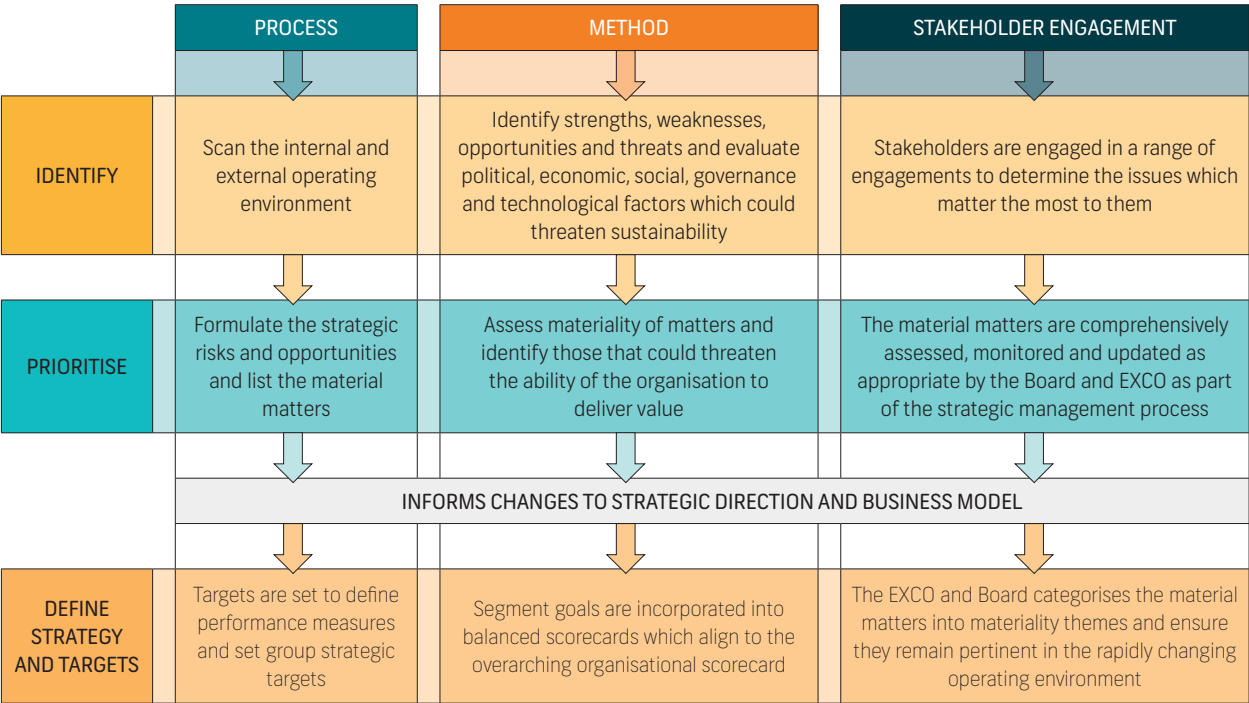 PROCESS
METHOD
STAKEHOLDER ENGAGEMENT
IDENTIFY
Scan the internal and
external operating
environment
Identify strengths, weaknesses,
opportunities and threats and evaluate
political, economic, social, governance
and technological factors which could
threaten sustainability
Stakeholders are engaged in a range of
engagements to determine the issues which
matter the most to them
PRIORITISE
Formulate the strategic
risks and opportunities
and list the material
matters
Assess materiality of matters and
identify those that could threaten
the ability of the organisation to
deliver value
The material matters are comprehensively
assessed, monitored and updated as
appropriate by the Board and EXCO as part
of the strategic management process
INFORMS CHANGES TO STRATEGIC DIRECTION AND BUSINESS MODEL
DEFINE
STRATEGY
AND TARGETS
Targets are set to define
performance measures
and set group strategic
targets
Segment goals are incorporated into
balanced scorecards which align to the
overarching organisational scorecard
The EXCO and Board categorises the material
matters into materiality themes and ensure
they remain pertinent in the rapidly changing
operating environment